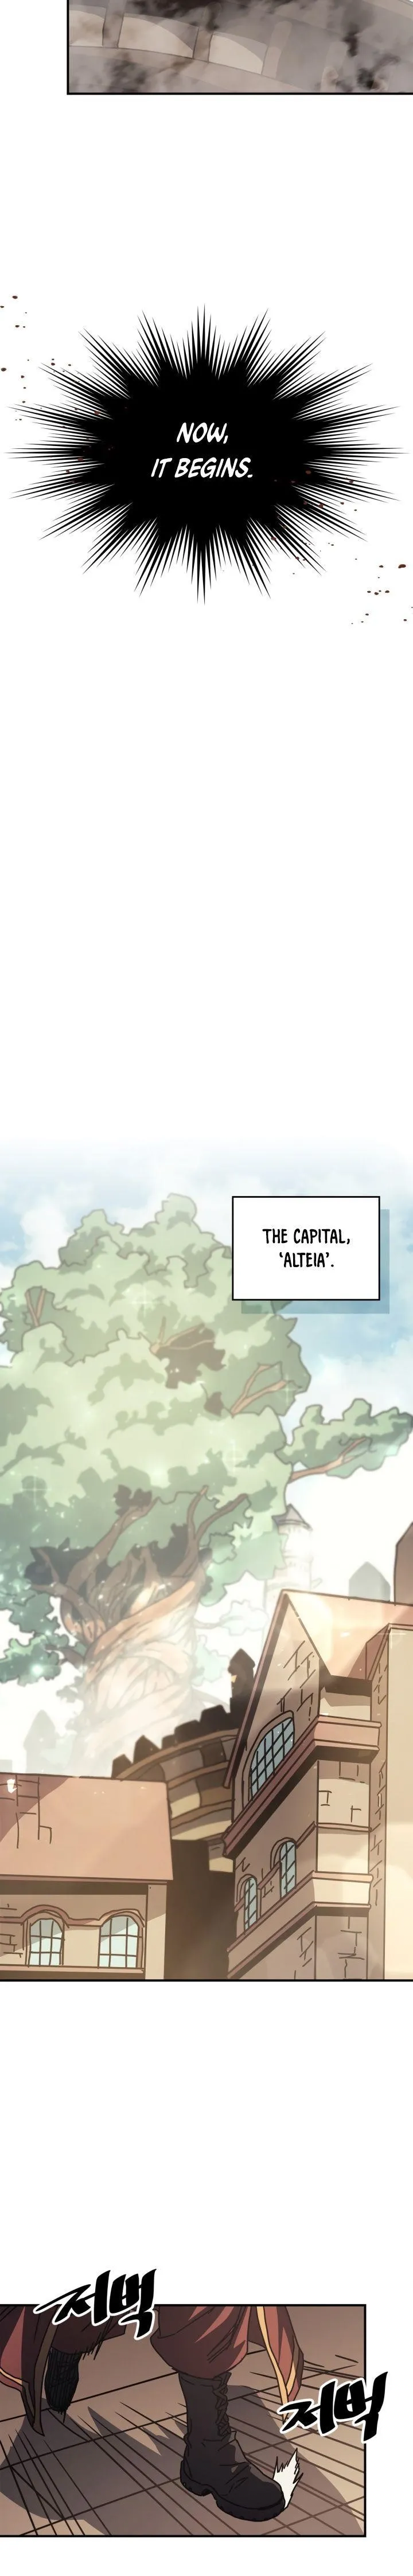 NOW,
IT BEGINS.
THE CAPITAL,
'ALTEIA'.
저벅
저벅